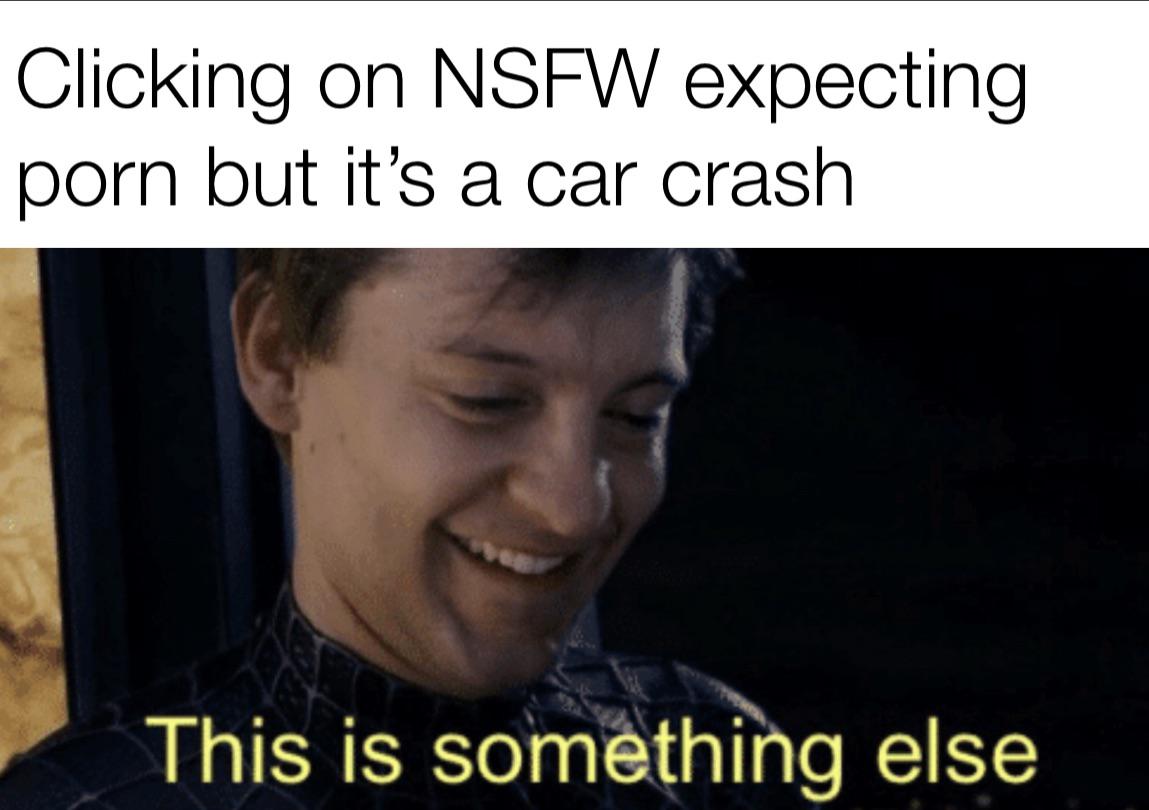 Clicking on NSFW expecting
porn but it’s a car crash
This is something else